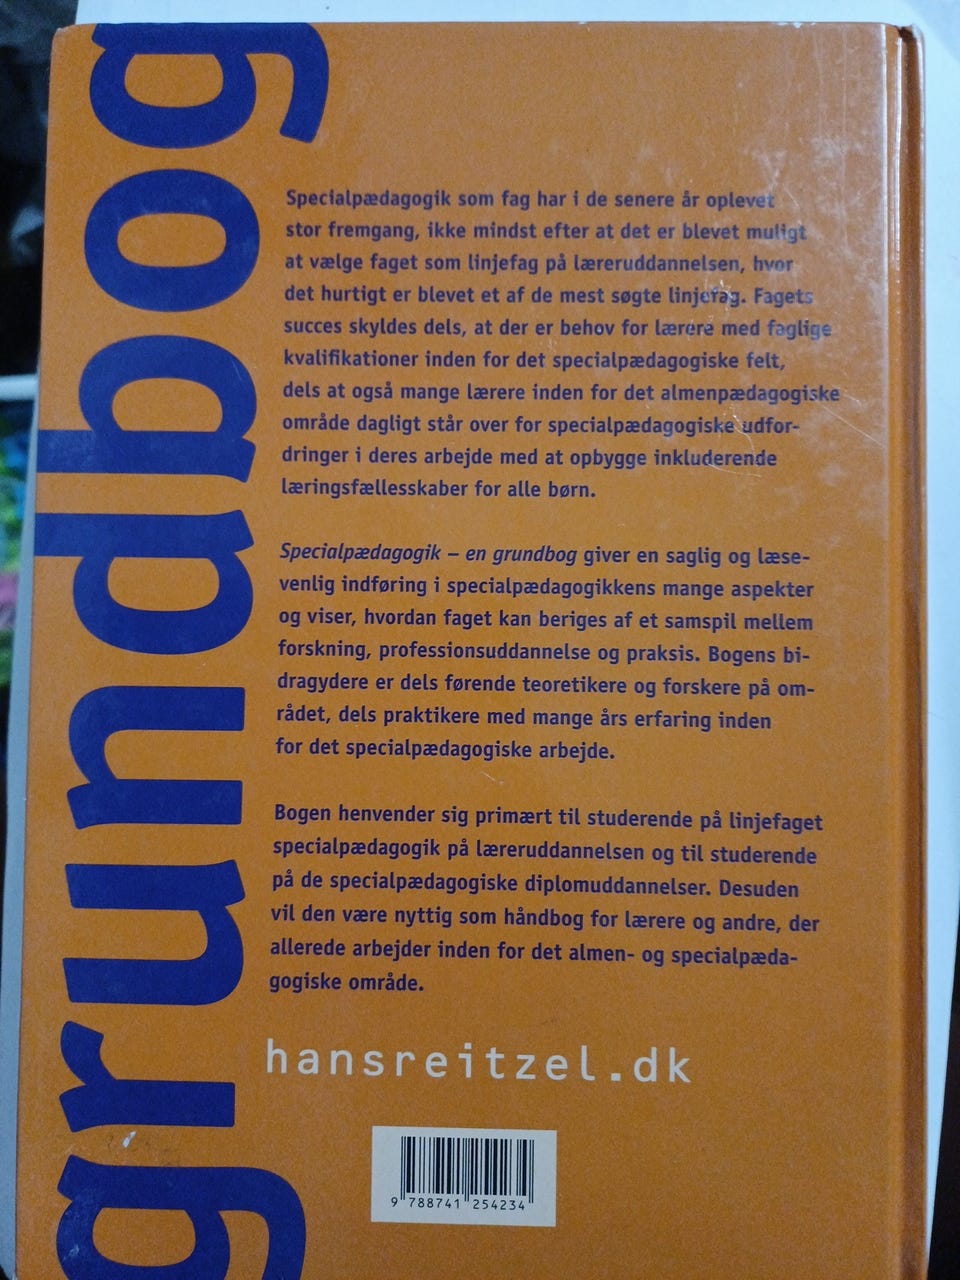 grundbog
Specialpædagogik som fag har i de senere år oplevet
stor fremgang, ikke mindst efter at det er blevet muligt
at vælge faget som linjefag på læreruddannelsen, hvor
det hurtigt er blevet et af de mest søgte linjefag. Fagets
succes skyldes dels, at der er behov for lærere med faglige
kvalifikationer inden for det specialpædagogiske felt,
dels at også mange lærere inden for det almenpædagogiske
område dagligt står over for specialpædagogiske udfor-
dringer i deres arbejde med at opbygge inkluderende
læringsfællesskaber for alle børn.
Specialpædagogik – en grundbog giver en saglig og læse-
venlig indføring i specialpædagogikkens mange aspekter
og viser, hvordan faget kan beriges af et samspil mellem
forskning, professionsuddannelse og praksis. Bogens bi-
dragydere er dels førende teoretikere og forskere på om-
rådet, dels praktikere med mange års erfaring inden
for det specialpædagogiske arbejde.
Bogen henvender sig primært til studerende på linjefaget
specialpædagogik på læreruddannelsen og til studerende
på de specialpædagogiske diplomuddannelser. Desuden
vil den være nyttig som håndbog for lærere og andre, der
allerede arbejder inden for det almen- og specialpæda-
gogiske område.
hansreitzel.dk
9 788741 254234